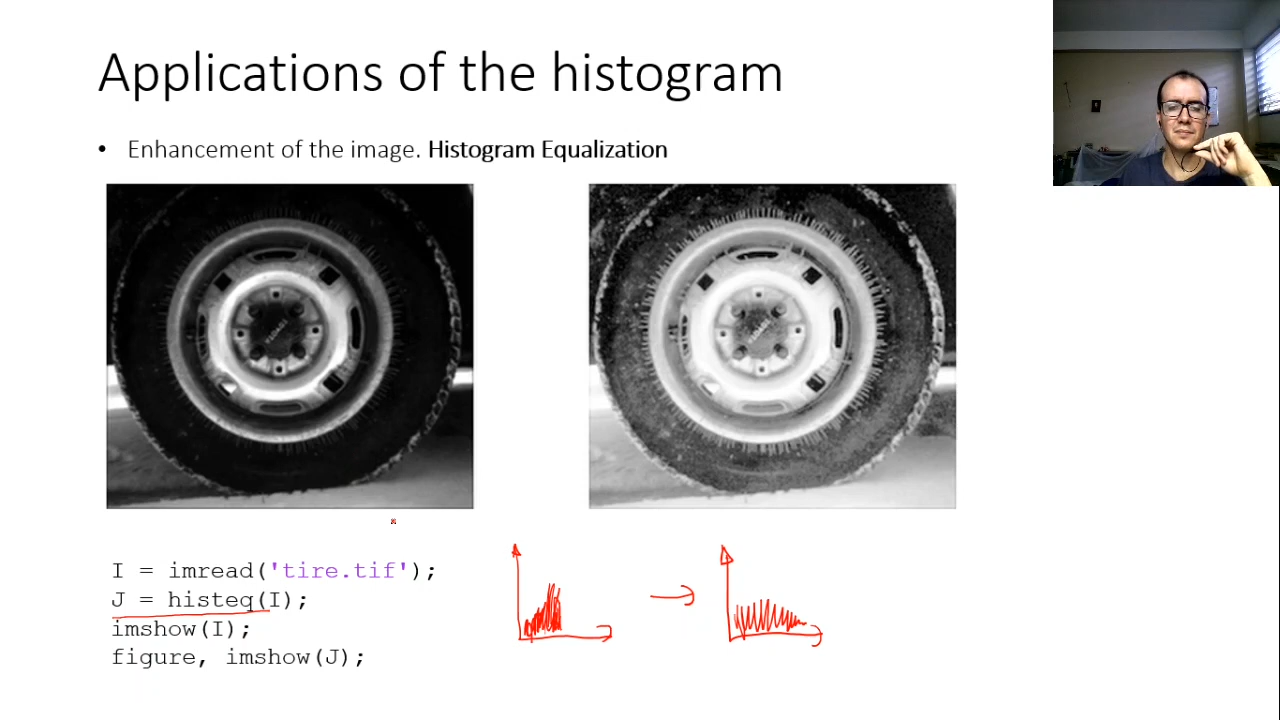 Applications of the histogram
• Enhancement of the image. Histogram Equalization
I = imread('tire.tif');
J = histeq(I);
imshow(I);
figure, imshow(J);